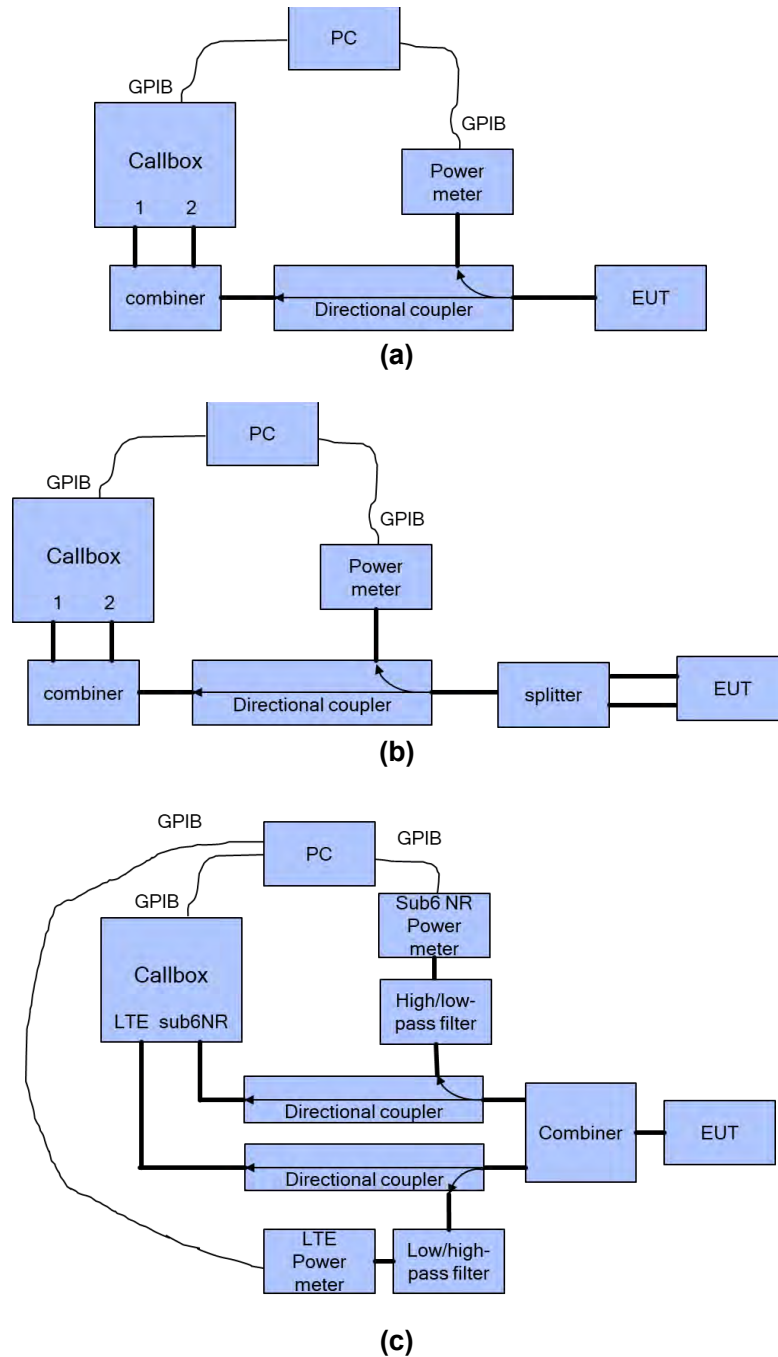 PC
GPIB
GPIB
Callbox
1 2
Power
meter
combiner
Directional coupler
EUT
(a)
PC
GPIB
GPIB
Callbox
1 2
Power
meter
combiner
Directional coupler
splitter
EUT
(b)
GPIB
PC
GPIB
GPIB
Sub6 NR
Power
meter
Callbox
LTE sub6NR
High/low-
pass filter
Directional coupler
Combiner
EUT
Directional coupler
LTE
Power
meter
Low/high-
pass filter
(c)